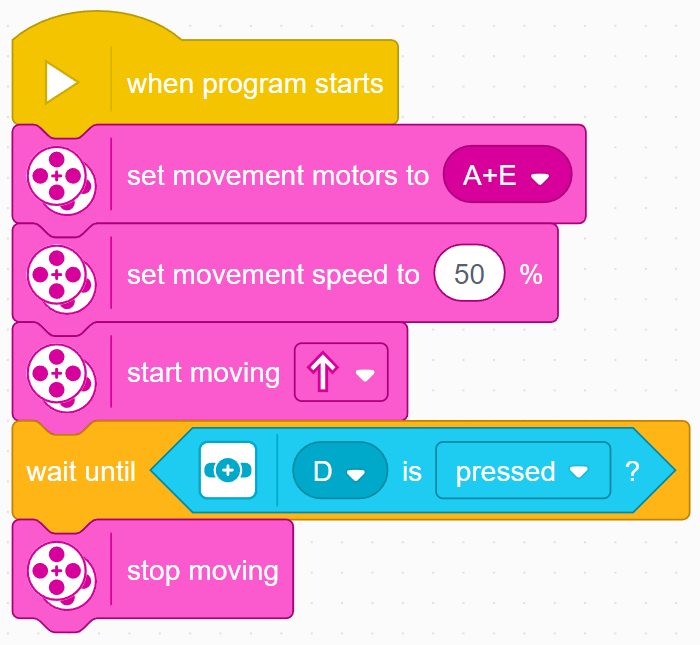 when program starts
set movement motors to A+E
set movement speed to 50 %
start moving
wait until D is pressed ?
stop moving